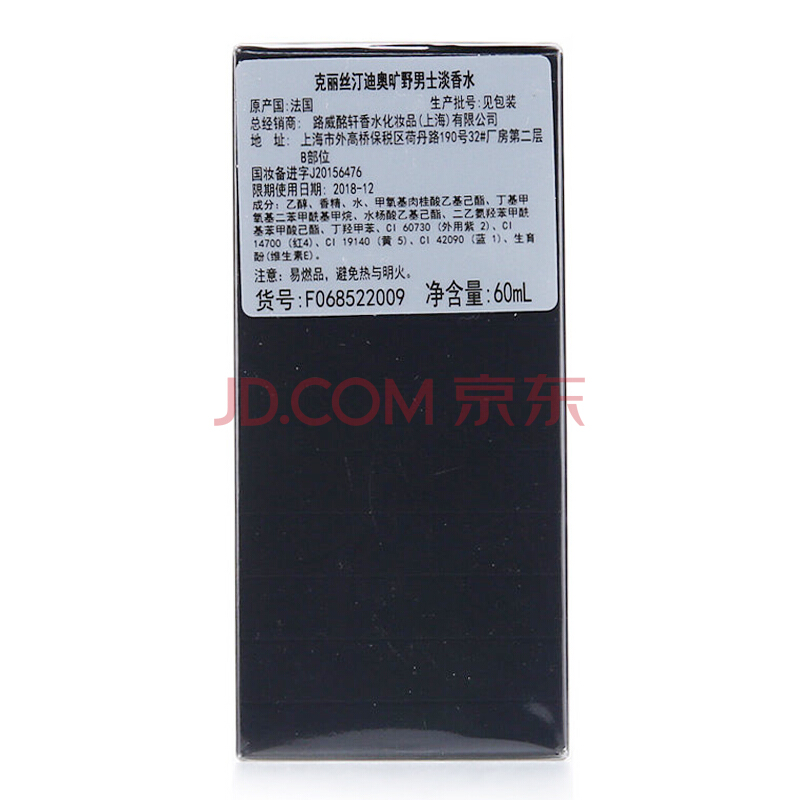 克丽丝汀迪奥旷野男士淡香水
原产国:法国 生产批号:见包装
总经销商: 路威酩轩香水化妆品(上海)有限公司
地 址: 上海市外高桥保税区荷丹路190号32#厂房第二层
B部位
国妆备进字J20156476
限期使用日期: 2018-12
成分: 乙醇、香精、水、甲氧基肉桂酸乙基己酯、丁基甲
氧基二苯甲酰基甲烷、水杨酸乙基己酯、二乙氨羟苯甲酰
基苯甲酸己酯、丁羟甲苯、CI 60730 (外用紫 2)、CI
14700 (红4)、CI 19140 (黄 5)、CI 42090 (蓝 1)、生育
酚(维生素E)。
注意: 易燃品, 避免热与明火。
货号:F068522009 净含量:60mL
JD.COM 京东